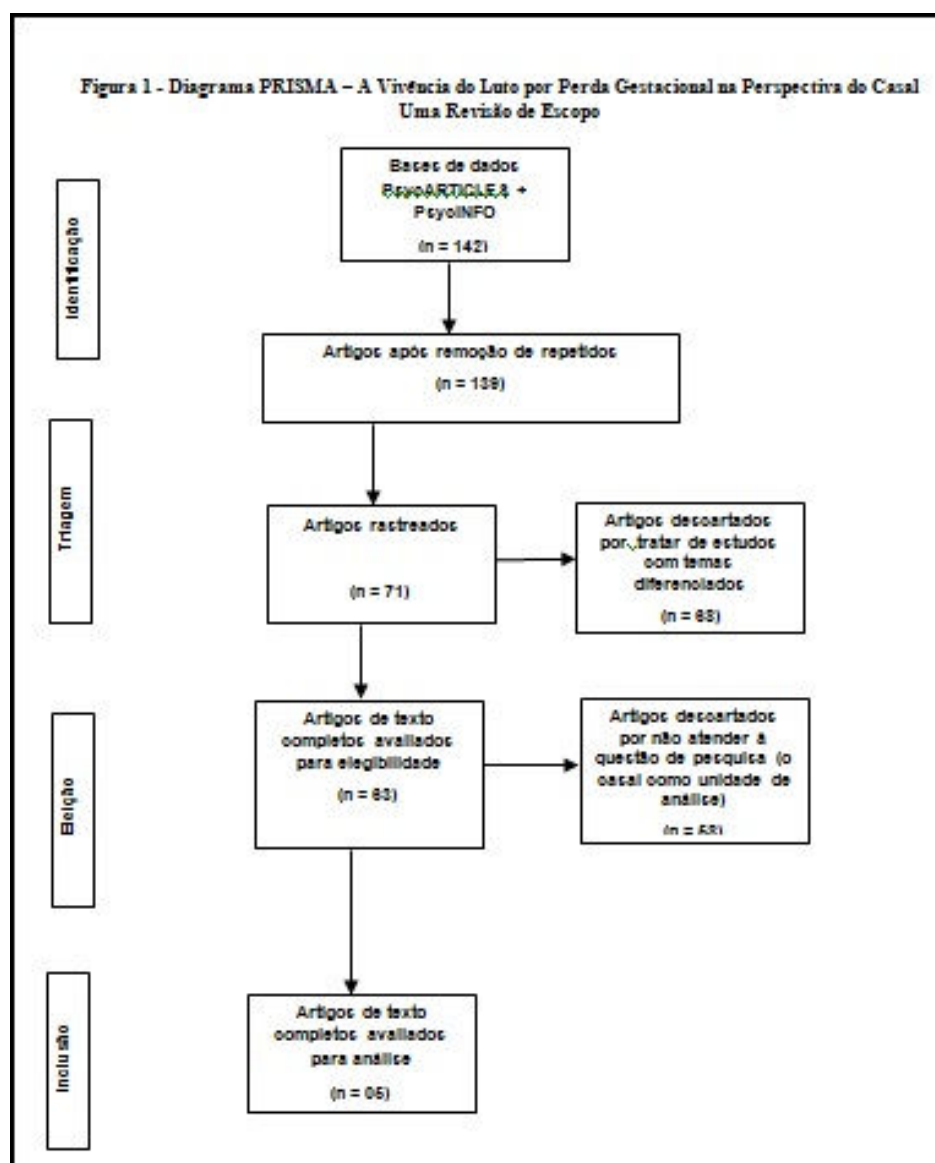 Figura 1 - Diagrama PRISMA – A Vivência do Luto por Perda Gestacional na Perspectiva do Casal
Uma Revisão de Escopo
Identificação
Bases de dados
PsycARTICLES +
PsycINFO
(n = 142)
Artigos após remoção de repetidos
(n = 139)
Triagem
Artigos rastreados
(n = 71)
Artigos descartados
por tratar de estudos
com temas
diferenciados
(n = 68)
Eleição
Artigos de texto
completos avaliados
para elegibilidade
(n = 63)
Artigos descartados
por não atender à
questão de pesquisa (o
casal como unidade de
análise)
(n = 58)
Inclusão
Artigos de texto
completos avaliados
para análise
(n = 05)